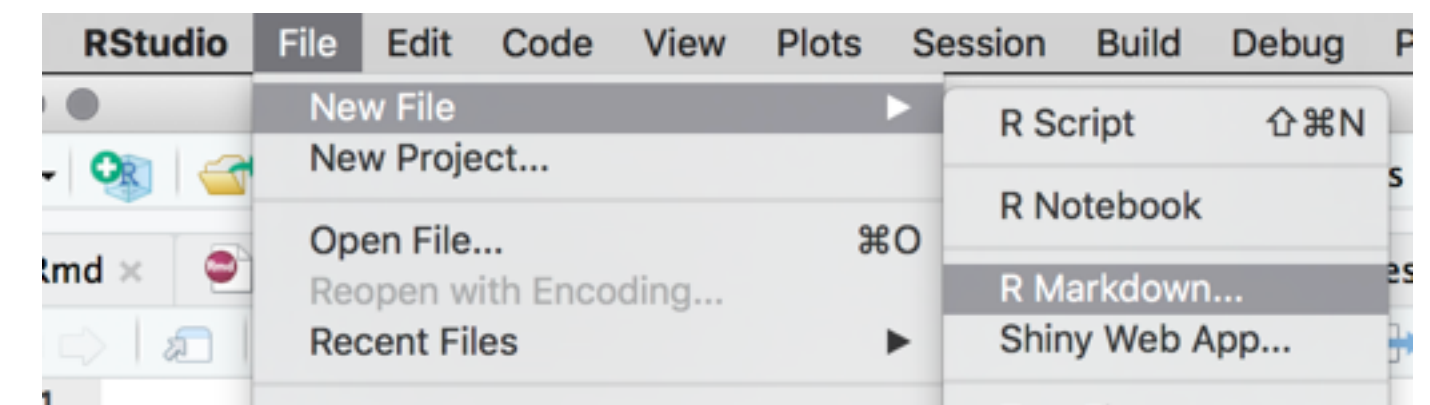 RStudio File Edit Code View Plots Session Build Debug P
New File ▶
New Project...
Open File... ⌘O
Reopen with Encoding...
Recent Files ▶
R Script ⇧⌘N
R Notebook
R Markdown...
Shiny Web App...
R
Rmd
s
es
1